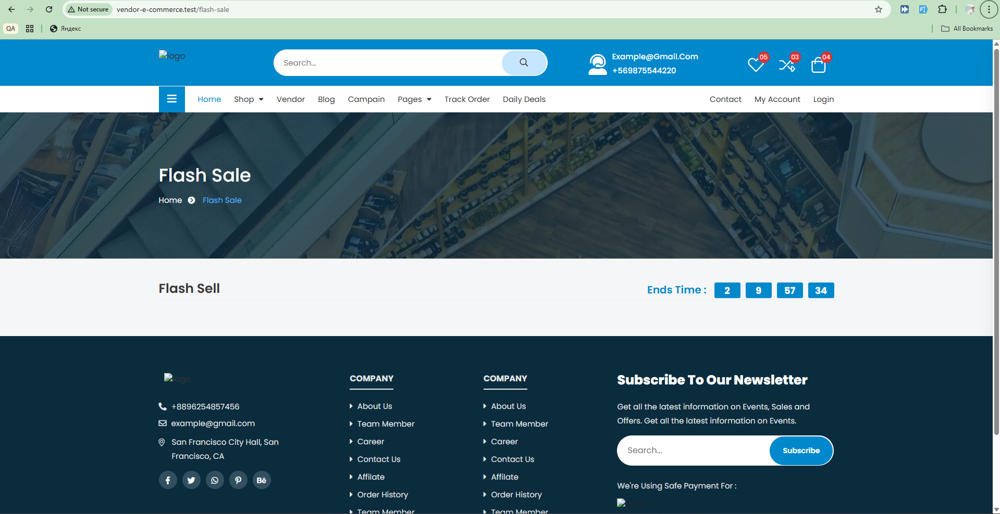 Not secure
vendor-e-commerce.test/flash-sale
QA
Яндекс
All Bookmarks
logo
Search...
Example@Gmail.Com
+569875544220
05
03
04
Home
Shop
Vendor
Blog
Campain
Pages
Track Order
Daily Deals
Contact
My Account
Login
Flash Sale
Home
Flash Sale
Flash Sell
Ends Time :
2
9
57
34
logo
+8896254857456
example@gmail.com
San Francisco City Hall, San
Francisco, CA
Bē
COMPANY
About Us
Team Member
Career
Contact Us
Affilate
Order History
Team Member
COMPANY
About Us
Team Member
Career
Contact Us
Affilate
Order History
Team Member
Subscribe To Our Newsletter
Get all the latest information on Events, Sales and
Offers. Get all the latest information on Events.
Search...
Subscribe
We're Using Safe Payment For :